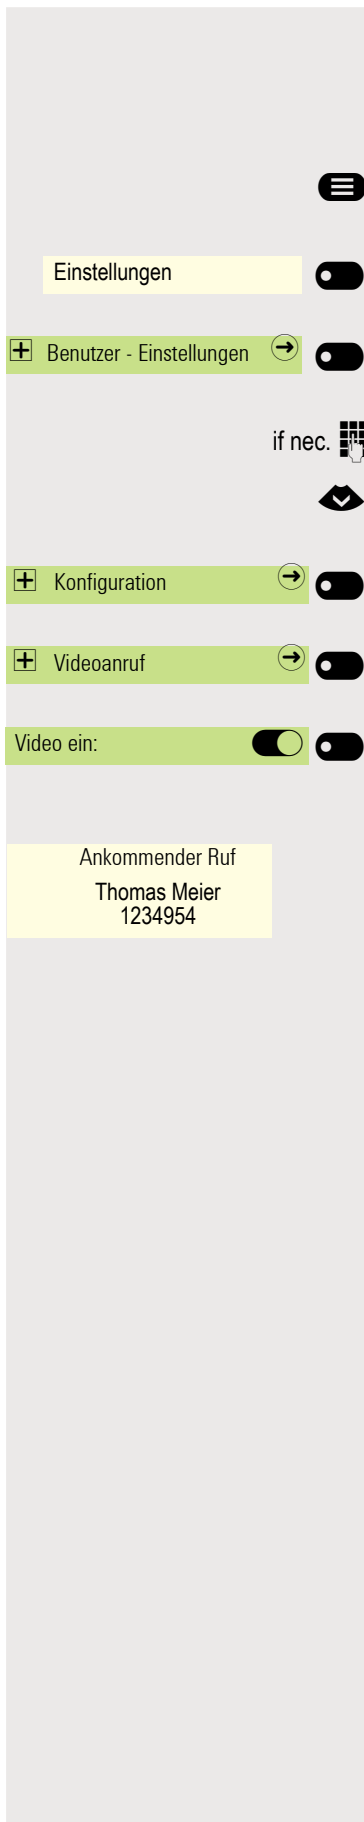 Einstellungen
Benutzer - Einstellungen
if nec.
Konfiguration
Videoanruf
Video ein:
Ankommender Ruf
Thomas Meier
1234954